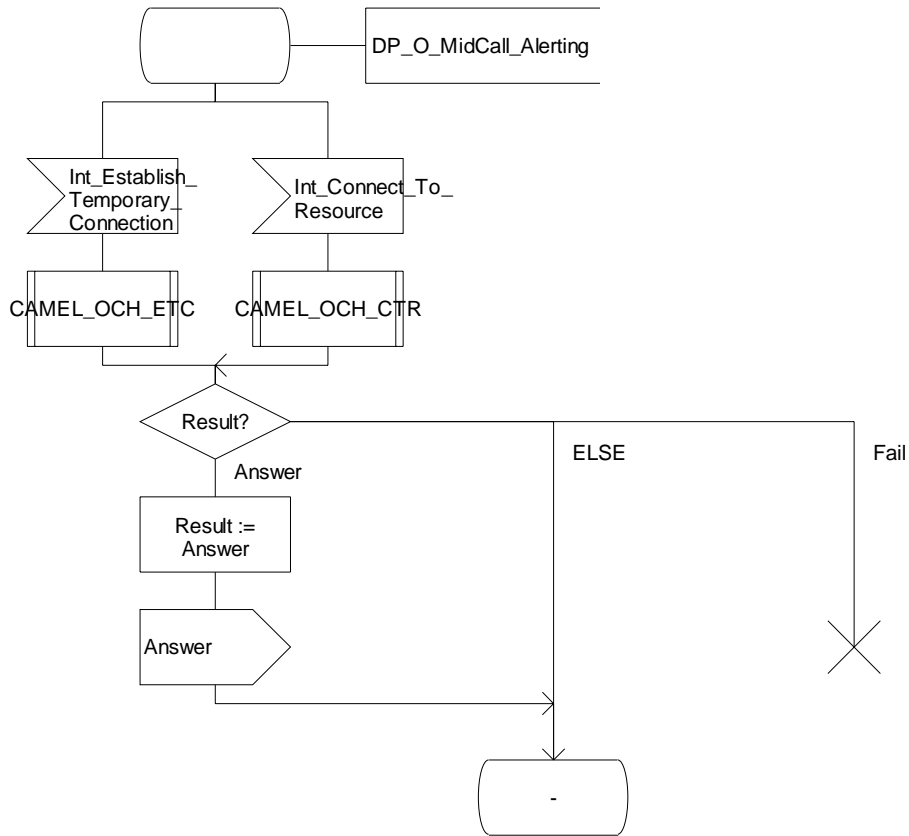 DP_O_MidCall_Alerting
Int_Establish_
Temporary_
Connection
Int_Connect_To_
Resource
CAMEL_OCH_ETC
CAMEL_OCH_CTR
Result?
ELSE
Fail
Answer
Result :=
Answer
Answer
-